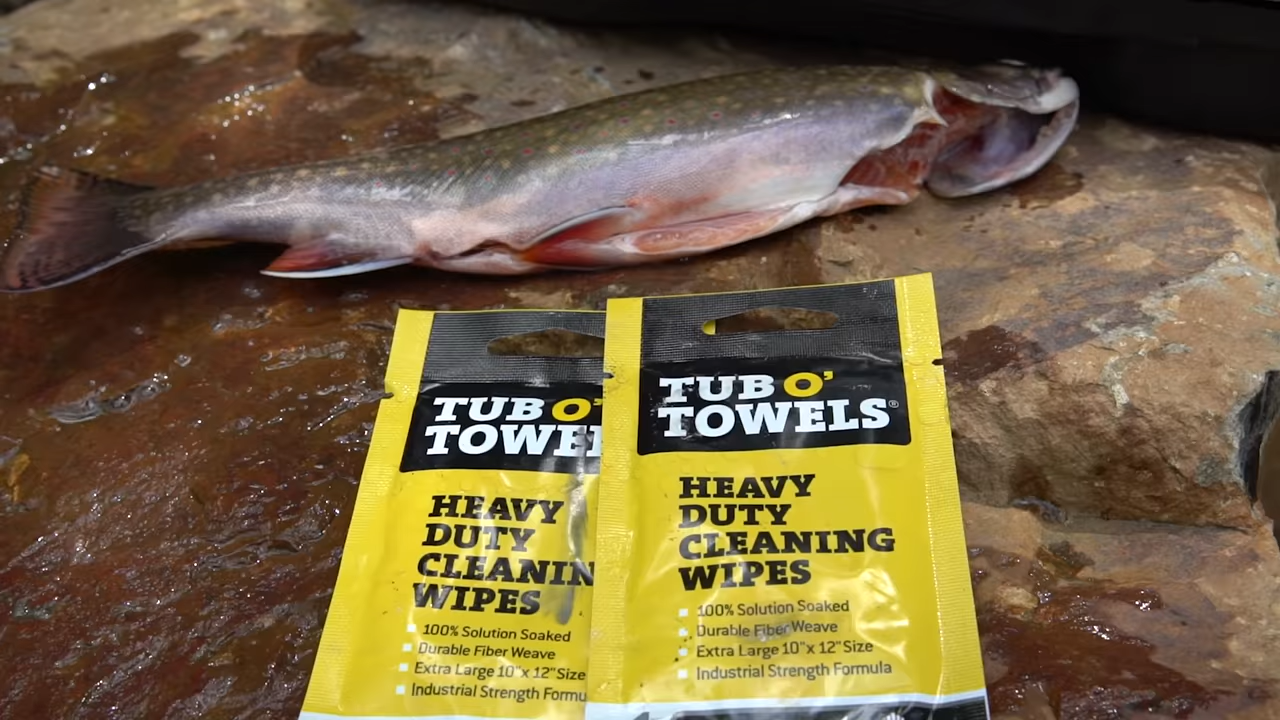 TUB O'
TOWEL
HEAVY
DUTY
CLEANIN
WIPES
100% Solution Soaked
Durable Fiber Weave
Extra Large 10"x 12" Size
Industrial Strength Formu
TUB O'
TOWELS®
HEAVY
DUTY
CLEANING
WIPES
100% Solution Soaked
Durable Fiber Weave
Extra Large 10"x 12" Size
Industrial Strength Formula